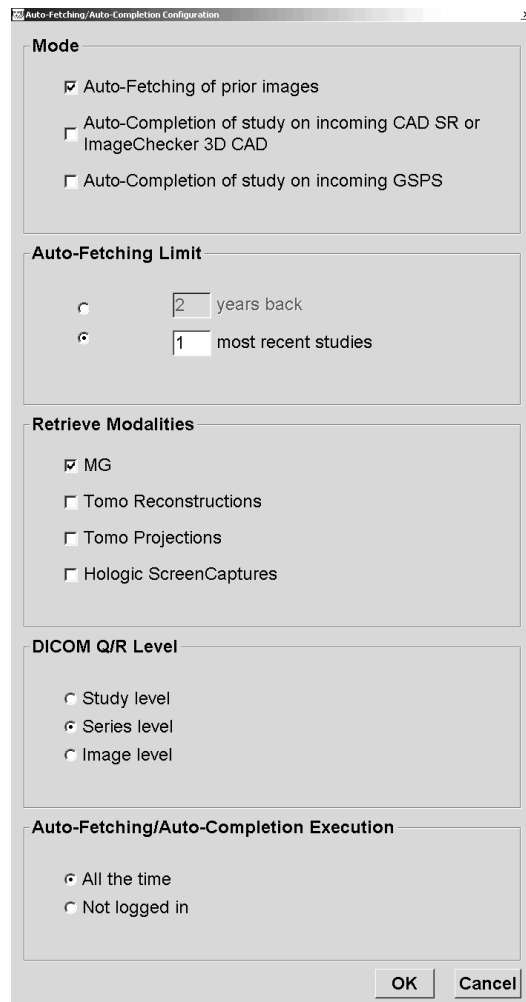 Auto-Fetching/Auto-Completion Configuration
Mode
Auto-Fetching of prior images
Auto-Completion of study on incoming CAD SR or
ImageChecker 3D CAD
Auto-Completion of study on incoming GSPS
Auto-Fetching Limit
2 years back
1 most recent studies
Retrieve Modalities
MG
Tomo Reconstructions
Tomo Projections
Hologic ScreenCaptures
DICOM Q/R Level
Study level
Series level
Image level
Auto-Fetching/Auto-Completion Execution
All the time
Not logged in
OK Cancel